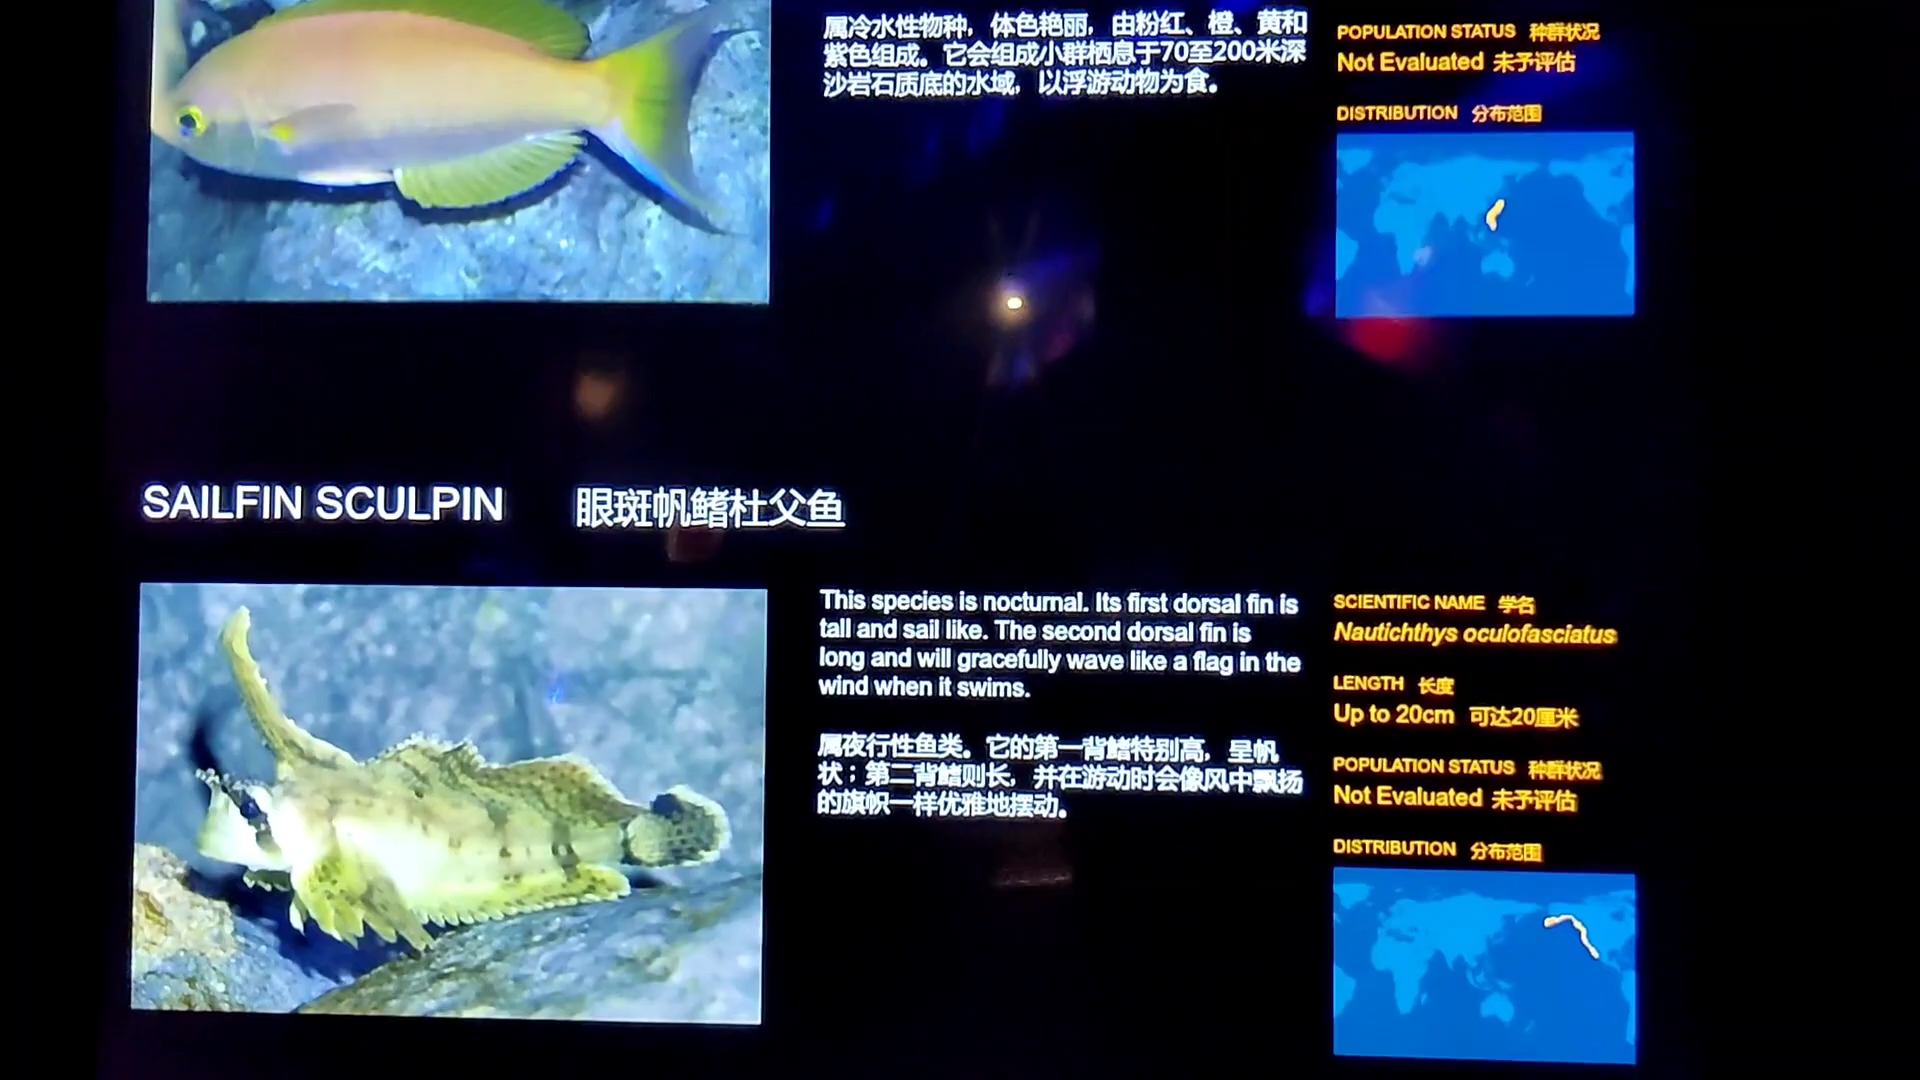 属冷水性物种，体色艳丽，由粉红、橙、黄和
紫色组成。它会组成小群栖息于70至200米深
沙岩石质底的水域，以浮游动物为食。
POPULATION STATUS 种群状况
Not Evaluated 未予评估
DISTRIBUTION 分布范围
SAILFIN SCULPIN 眼斑帆鳍杜父鱼
This species is nocturnal. Its first dorsal fin is
tall and sail like. The second dorsal fin is
long and will gracefully wave like a flag in the
wind when it swims.
属夜行性鱼类。它的第一背鳍特别高，呈帆
状；第二背鳍则长，并在游动时会像风中飘扬
的旗帜一样优雅地摆动。
SCIENTIFIC NAME 学名
Nautichthys oculofasciatus
LENGTH 长度
Up to 20cm 可达20厘米
POPULATION STATUS 种群状况
Not Evaluated 未予评估
DISTRIBUTION 分布范围